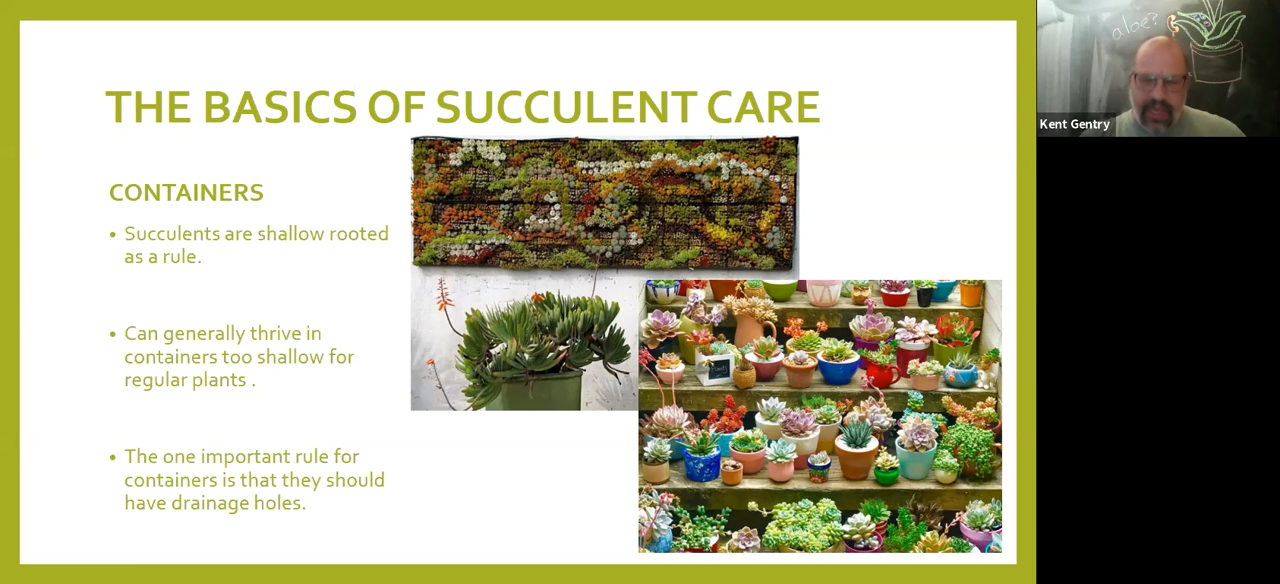 THE BASICS OF SUCCULENT CARE
CONTAINERS
• Succulents are shallow rooted
as a rule.
• Can generally thrive in
containers too shallow for
regular plants .
• The one important rule for
containers is that they should
have drainage holes.
aloe?
Kent Gentry